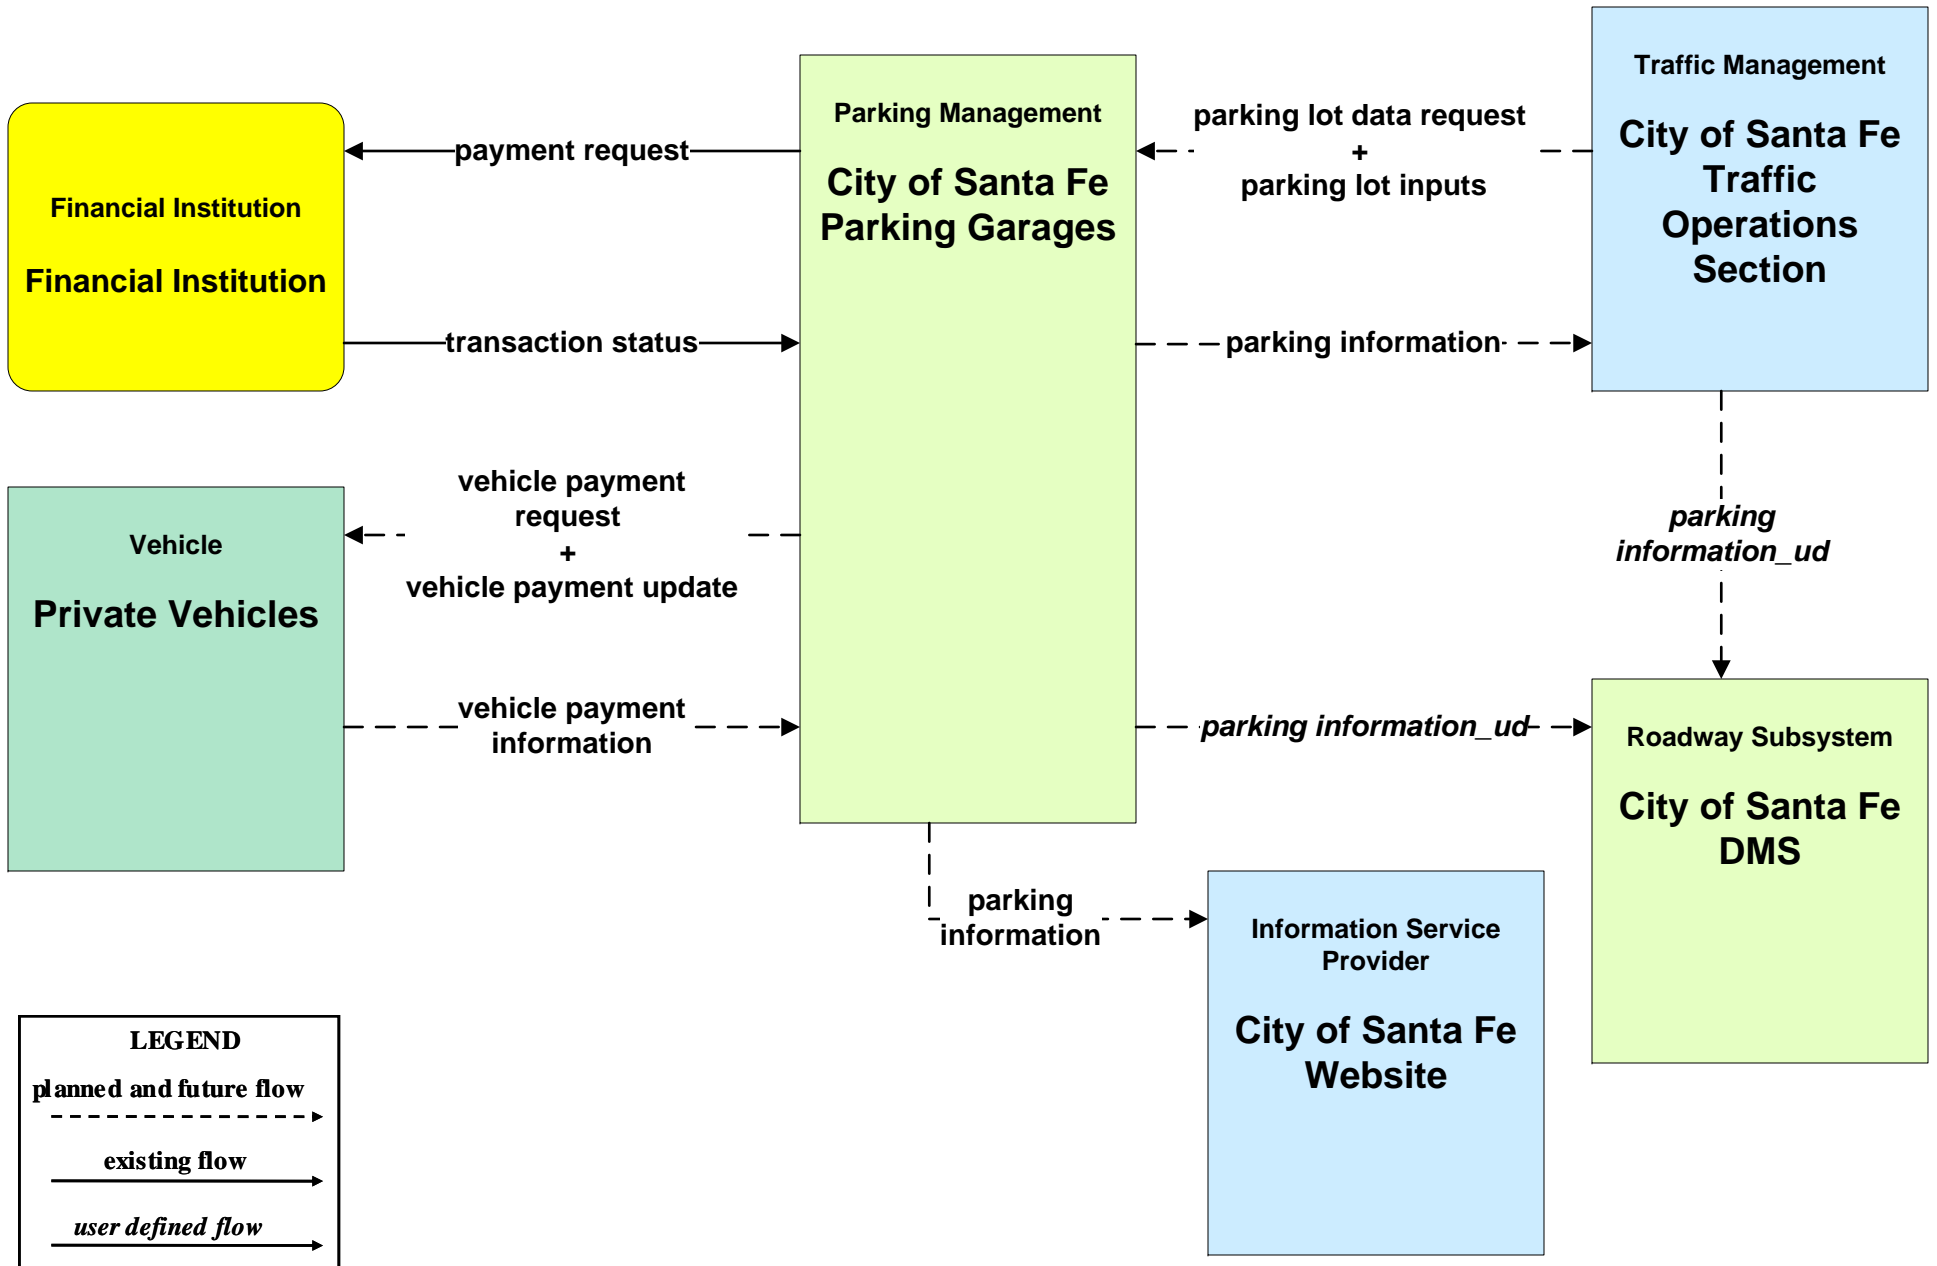 Financial Institution
Financial Institution
payment request
transaction status
Parking Management
City of Santa Fe
Parking Garages
parking lot data request
+
parking lot inputs
parking information
Traffic Management
City of Santa Fe
Traffic
Operations
Section
Vehicle
Private Vehicles
vehicle payment
request
+
vehicle payment update
vehicle payment
information
parking
information_ud
parking information_ud
Roadway Subsystem
City of Santa Fe
DMS
parking
information
Information Service
Provider
City of Santa Fe
Website
LEGEND
planned and future flow
existing flow
user defined flow